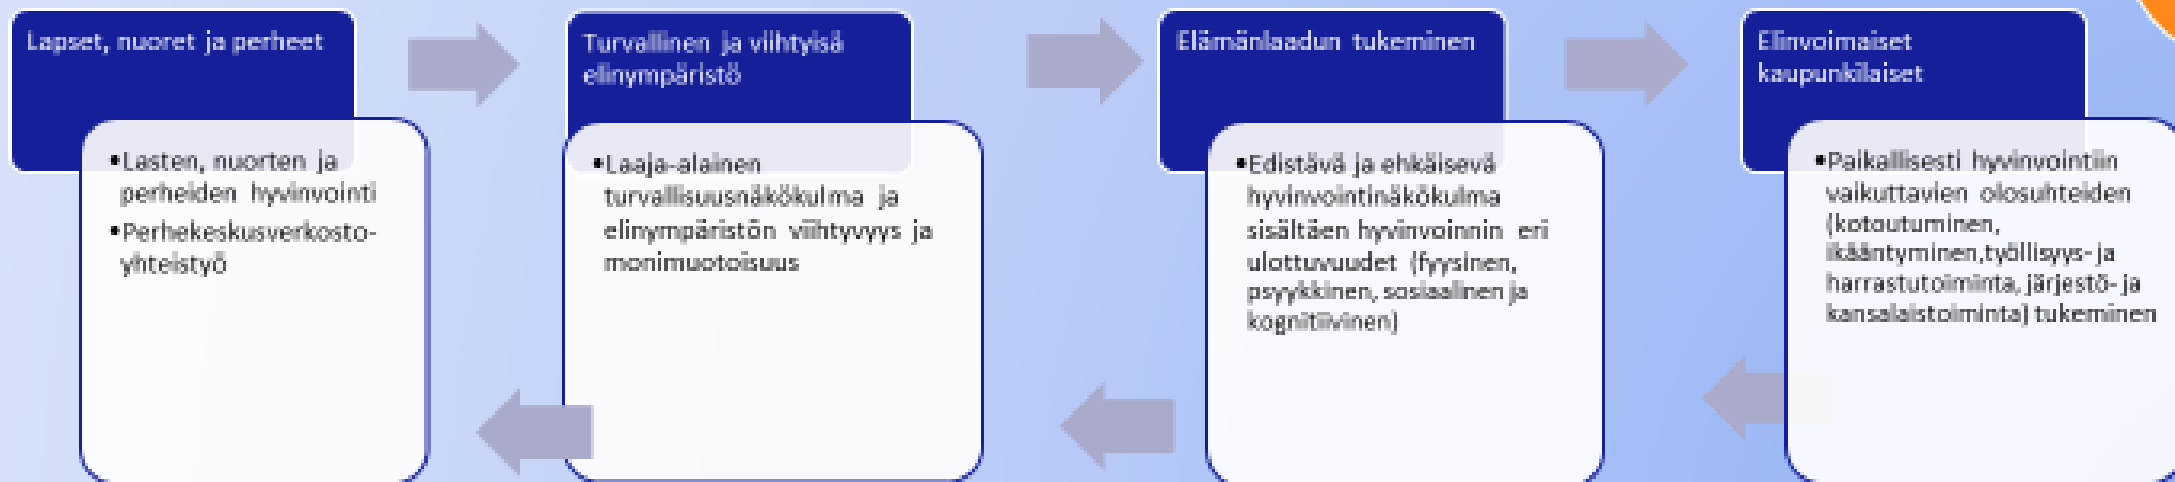 Lapset, nuoret ja perheet
•Lasten, nuorten ja
perheiden hyvinvointi
•Perhekeskusverkosto-
yhteistyö
Turvallinen ja viihtyisä
elinympäristö
•Laaja-alainen
turvallisuusnäkökulma ja
elinympäristön viihtyvyys ja
monimuotoisuus
Elämänlaadun tukeminen
•Edistävä ja ehkäisevä
hyvinvointinäkökulma
sisältäen hyvinvoinnin eri
ulottuvuudet (fyysinen,
psyykkinen, sosiaalinen ja
kognitiivinen)
Elinvoimaiset
kaupunkilaiset
•Paikallisesti hyvinvointiin
vaikuttavien olosuhteiden
(kotoutuminen,
ikääntyminen,työllisyys- ja
harrastutoiminta, järjestö- ja
kansalaistoiminta) tukeminen